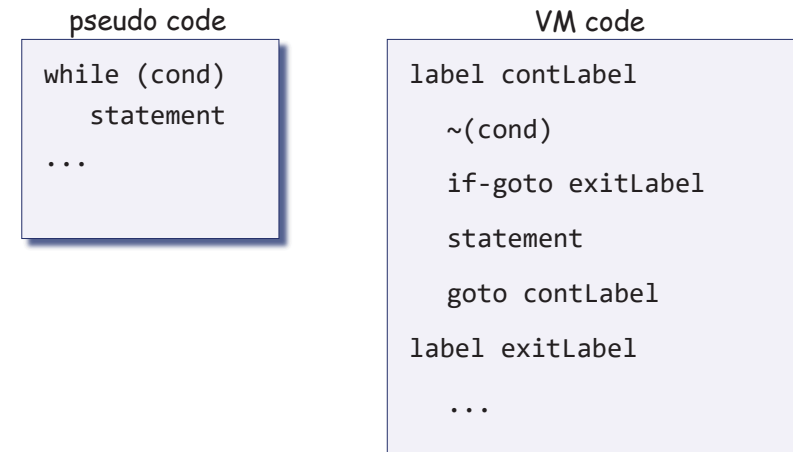 pseudo code
while (cond)
statement
...
VM code
label contLabel
~(cond)
if-goto exitLabel
statement
goto contLabel
label exitLabel
...